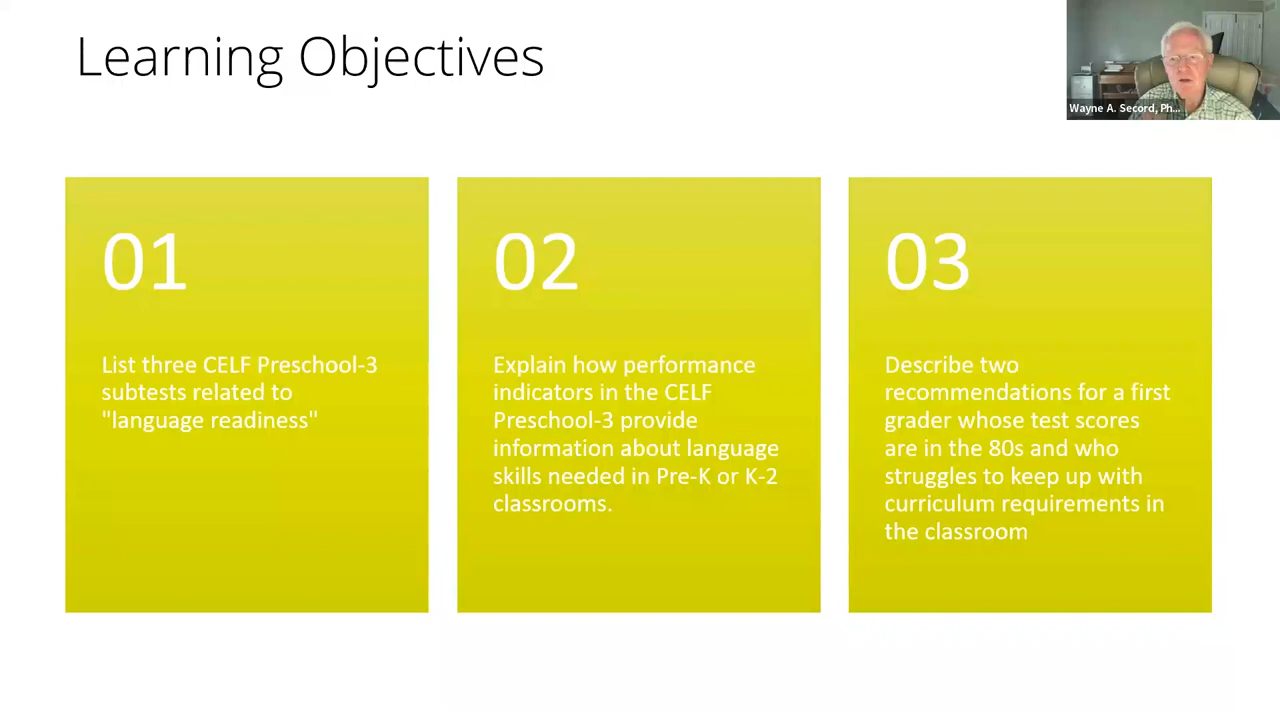 Learning Objectives
Wayne A. Secord, Ph...
01
List three CELF Preschool-3
subtests related to
"language readiness"
02
Explain how performance
indicators in the CELF
Preschool-3 provide
information about language
skills needed in Pre-K or K-2
classrooms.
03
Describe two
recommendations for a first
grader whose test scores
are in the 80s and who
struggles to keep up with
curriculum requirements in
the classroom